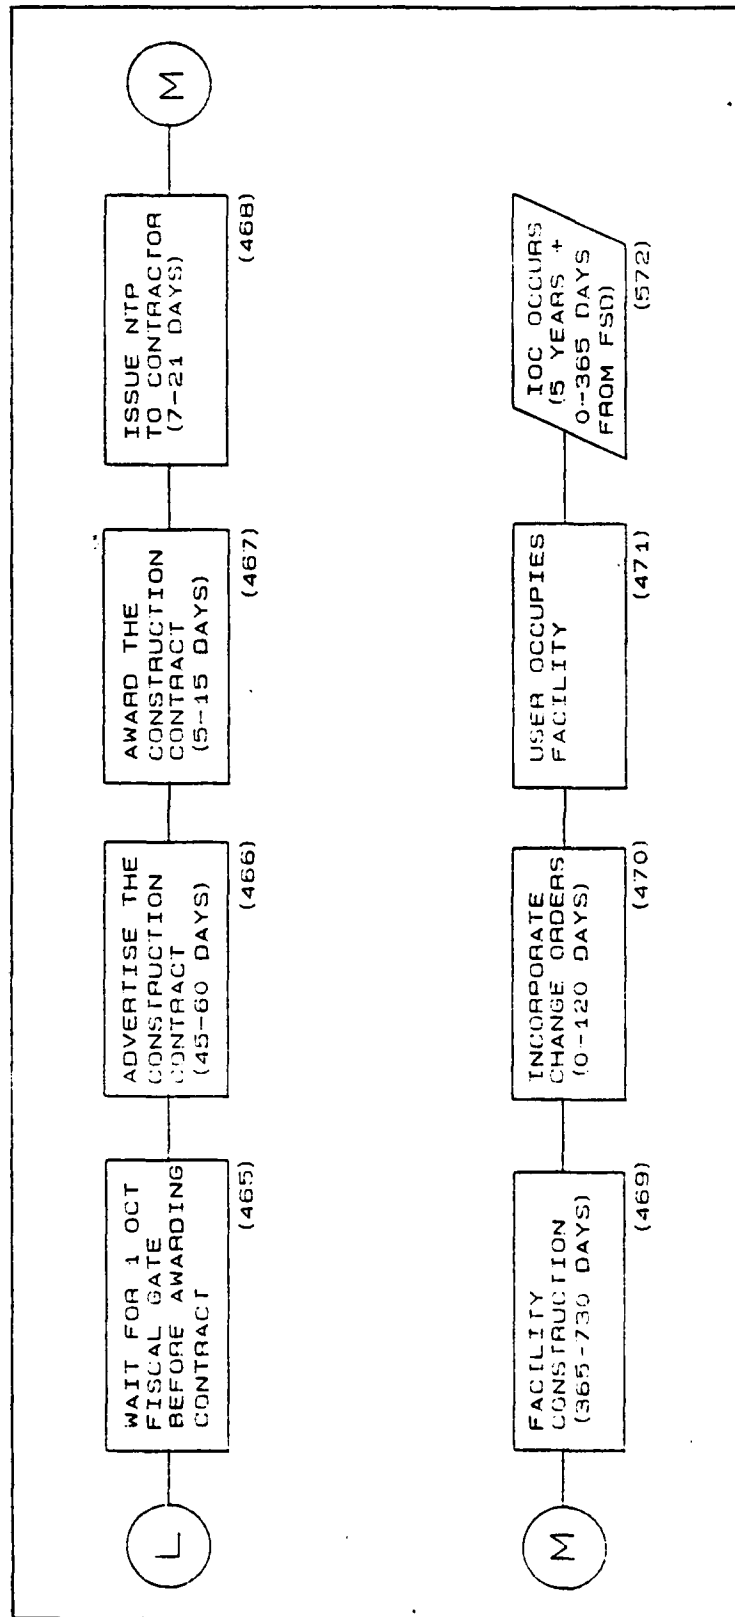 L
WAIT FOR 1 OCT
FISCAL GATE
BEFORE AWARDING
CONTRACT
(465)
ADVERTISE THE
CONSTRUCTION
CONTRACT
(45-60 DAYS)
(466)
AWARD THE
CONSTRUCTION
CONTRACT
(5-15 DAYS)
(467)
ISSUE NTP
TO CONTRACTOR
(7-21 DAYS)
(468)
M
M
FACILITY
CONSTRUCTION
(365-730 DAYS)
(469)
INCORPORATE
CHANGE ORDERS
(0-120 DAYS)
(470)
USER OCCUPIES
FACILITY
(471)
IOC OCCURS
(5 YEARS +
0-365 DAYS
FROM FSD)
(572)